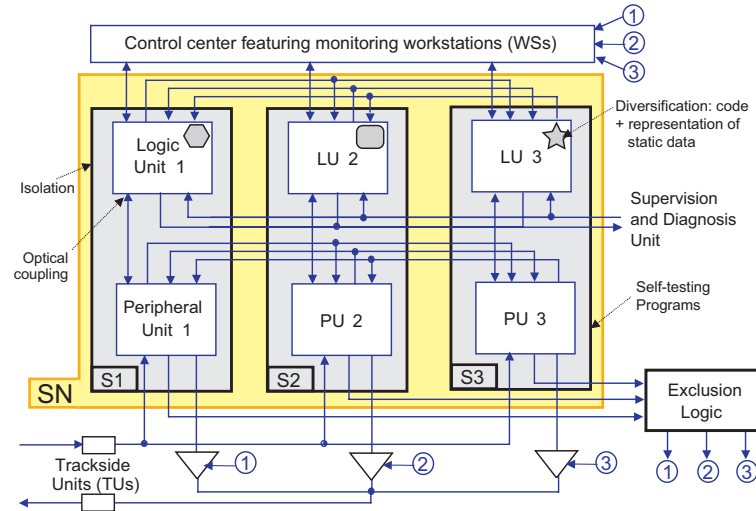 Control center featuring monitoring workstations (WSs)
1
2
3
Diversification: code
+ representation of
static data
Logic
Unit 1
LU 2
LU 3
Isolation
Supervision
and Diagnosis
Unit
Optical
coupling
Self-testing
Programs
Peripheral
Unit 1
PU 2
PU 3
S1
S2
S3
SN
Exclusion
Logic
Trackside
Units (TUs)
1
2
3
1
2
3